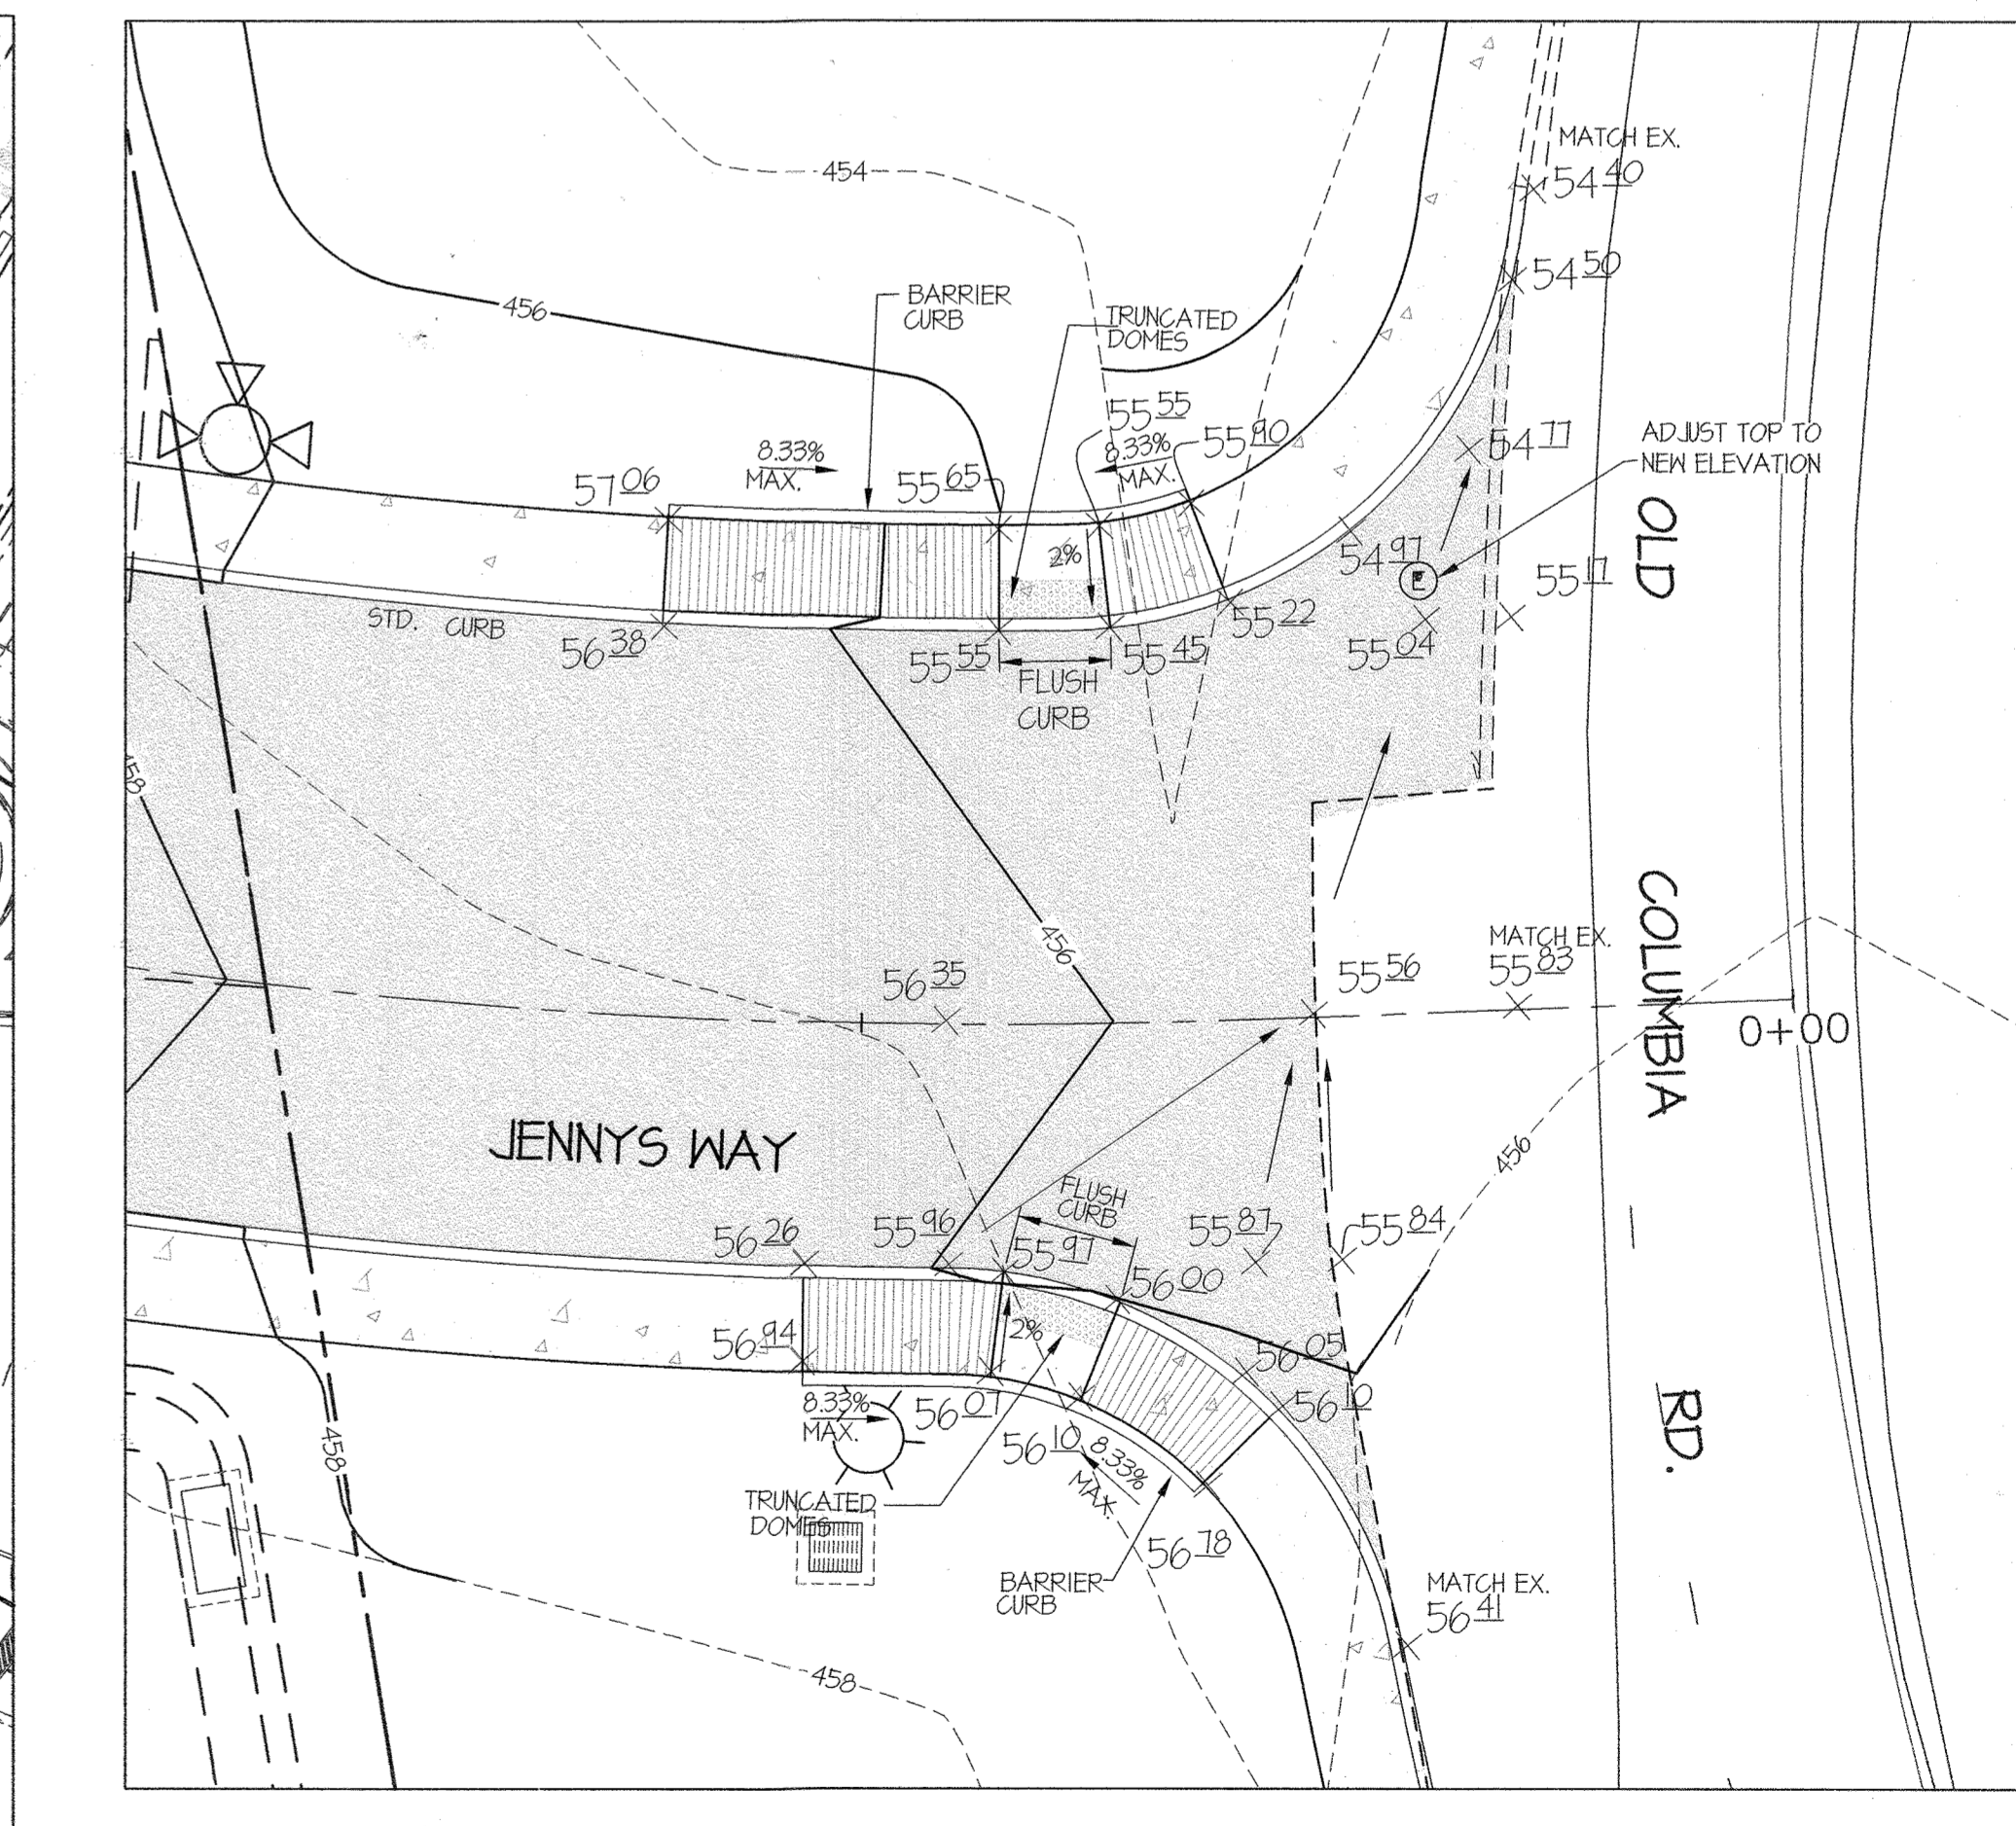 MATCH EX.
454
54 40
54 50
BARRIER
CURB
456
TRUNCATED
DOMES
55 55
8.33%
MAX.
55 90
54 77
ADJUST TOP TO
NEW ELEVATION
8.33%
MAX.
57 06
55 65
2%
54 97
E
55 17
STD. CURB
56 38
55 55
55 45
55 22
55 04
FLUSH
CURB
458
456
56 35
55 56
MATCH EX.
55 83
0+00
OLD COLUMBIA RD.
JENNYS WAY
456
FLUSH
CURB
56 26
55 96
55 97
55 87
55 84
56 00
56 94
2%
56 05
56 10
8.33%
MAX.
56 07
56 10
8.33%
MAX.
458
TRUNCATED
DOMES
56 78
BARRIER
CURB
MATCH EX.
56 41
458